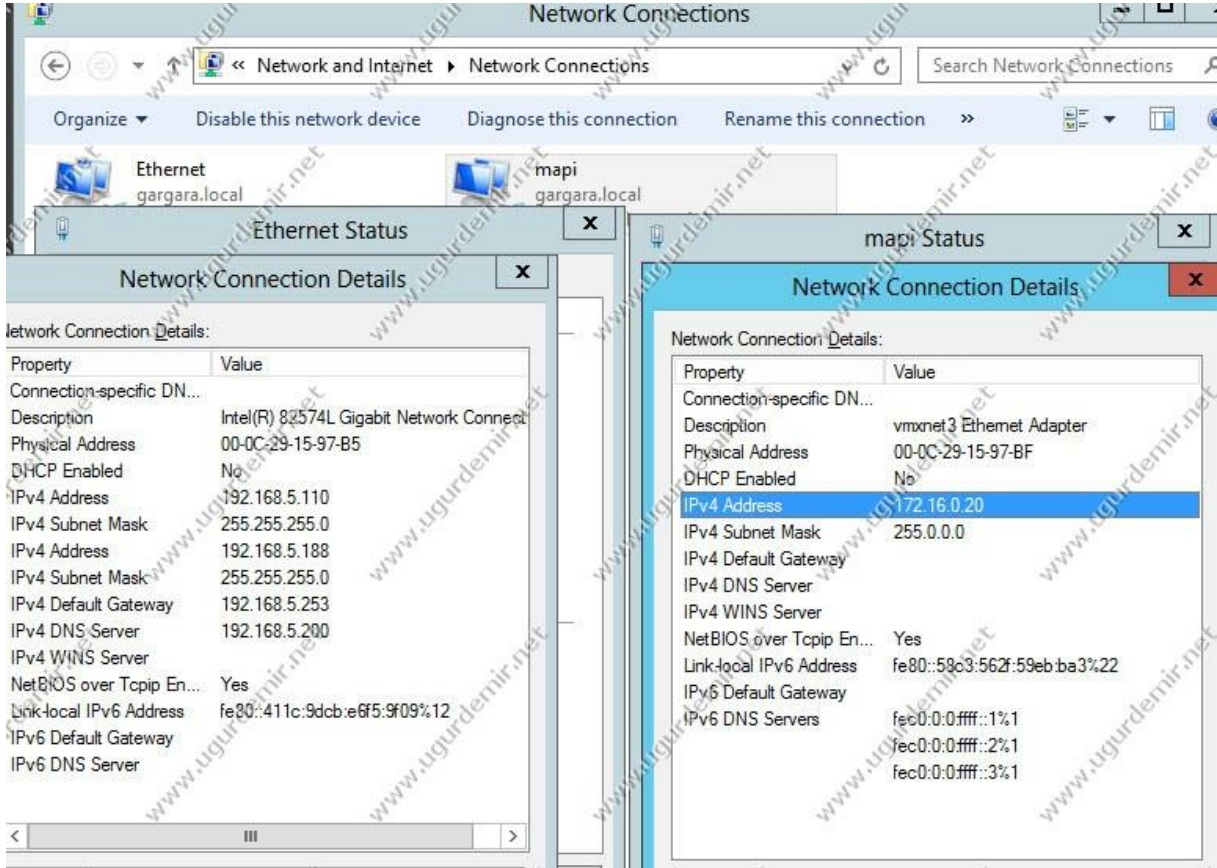 Network Connections
« Network and Internet ▸ Network Connections
Search Network Connections
Organize ▾ Disable this network device Diagnose this connection Rename this connection »
Ethernet
gargara.local
mapi
gargara.local
Ethernet Status
x
Network Connection Details
x
Network Connection Details:
Property Value
Connection-specific DN...
Description Intel(R) 82574L Gigabit Network Connect
Physical Address 00-0C-29-15-97-B5
DHCP Enabled No
IPv4 Address 192.168.5.110
IPv4 Subnet Mask 255.255.255.0
IPv4 Address 192.168.5.188
IPv4 Subnet Mask 255.255.255.0
IPv4 Default Gateway 192.168.5.253
IPv4 DNS Server 192.168.5.200
IPv4 WINS Server
NetBIOS over Tcpip En... Yes
Link-local IPv6 Address fe80::411c:9dcb:e6f5:9f09%12
IPv6 Default Gateway
IPv6 DNS Server
mapi Status
x
Network Connection Details
x
Network Connection Details:
Property Value
Connection-specific DN...
Description vmxnet3 Ethernet Adapter
Physical Address 00-0C-29-15-97-BF
DHCP Enabled No
IPv4 Address 172.16.0.20
IPv4 Subnet Mask 255.0.0.0
IPv4 Default Gateway
IPv4 DNS Server
IPv4 WINS Server
NetBIOS over Tcpip En... Yes
Link-local IPv6 Address fe80::58c3:562f:59eb:ba3%22
IPv6 Default Gateway
IPv6 DNS Servers fec0:0:0:ffff::1%1
fec0:0:0:ffff::2%1
fec0:0:0:ffff::3%1
www.ugurdemir.net